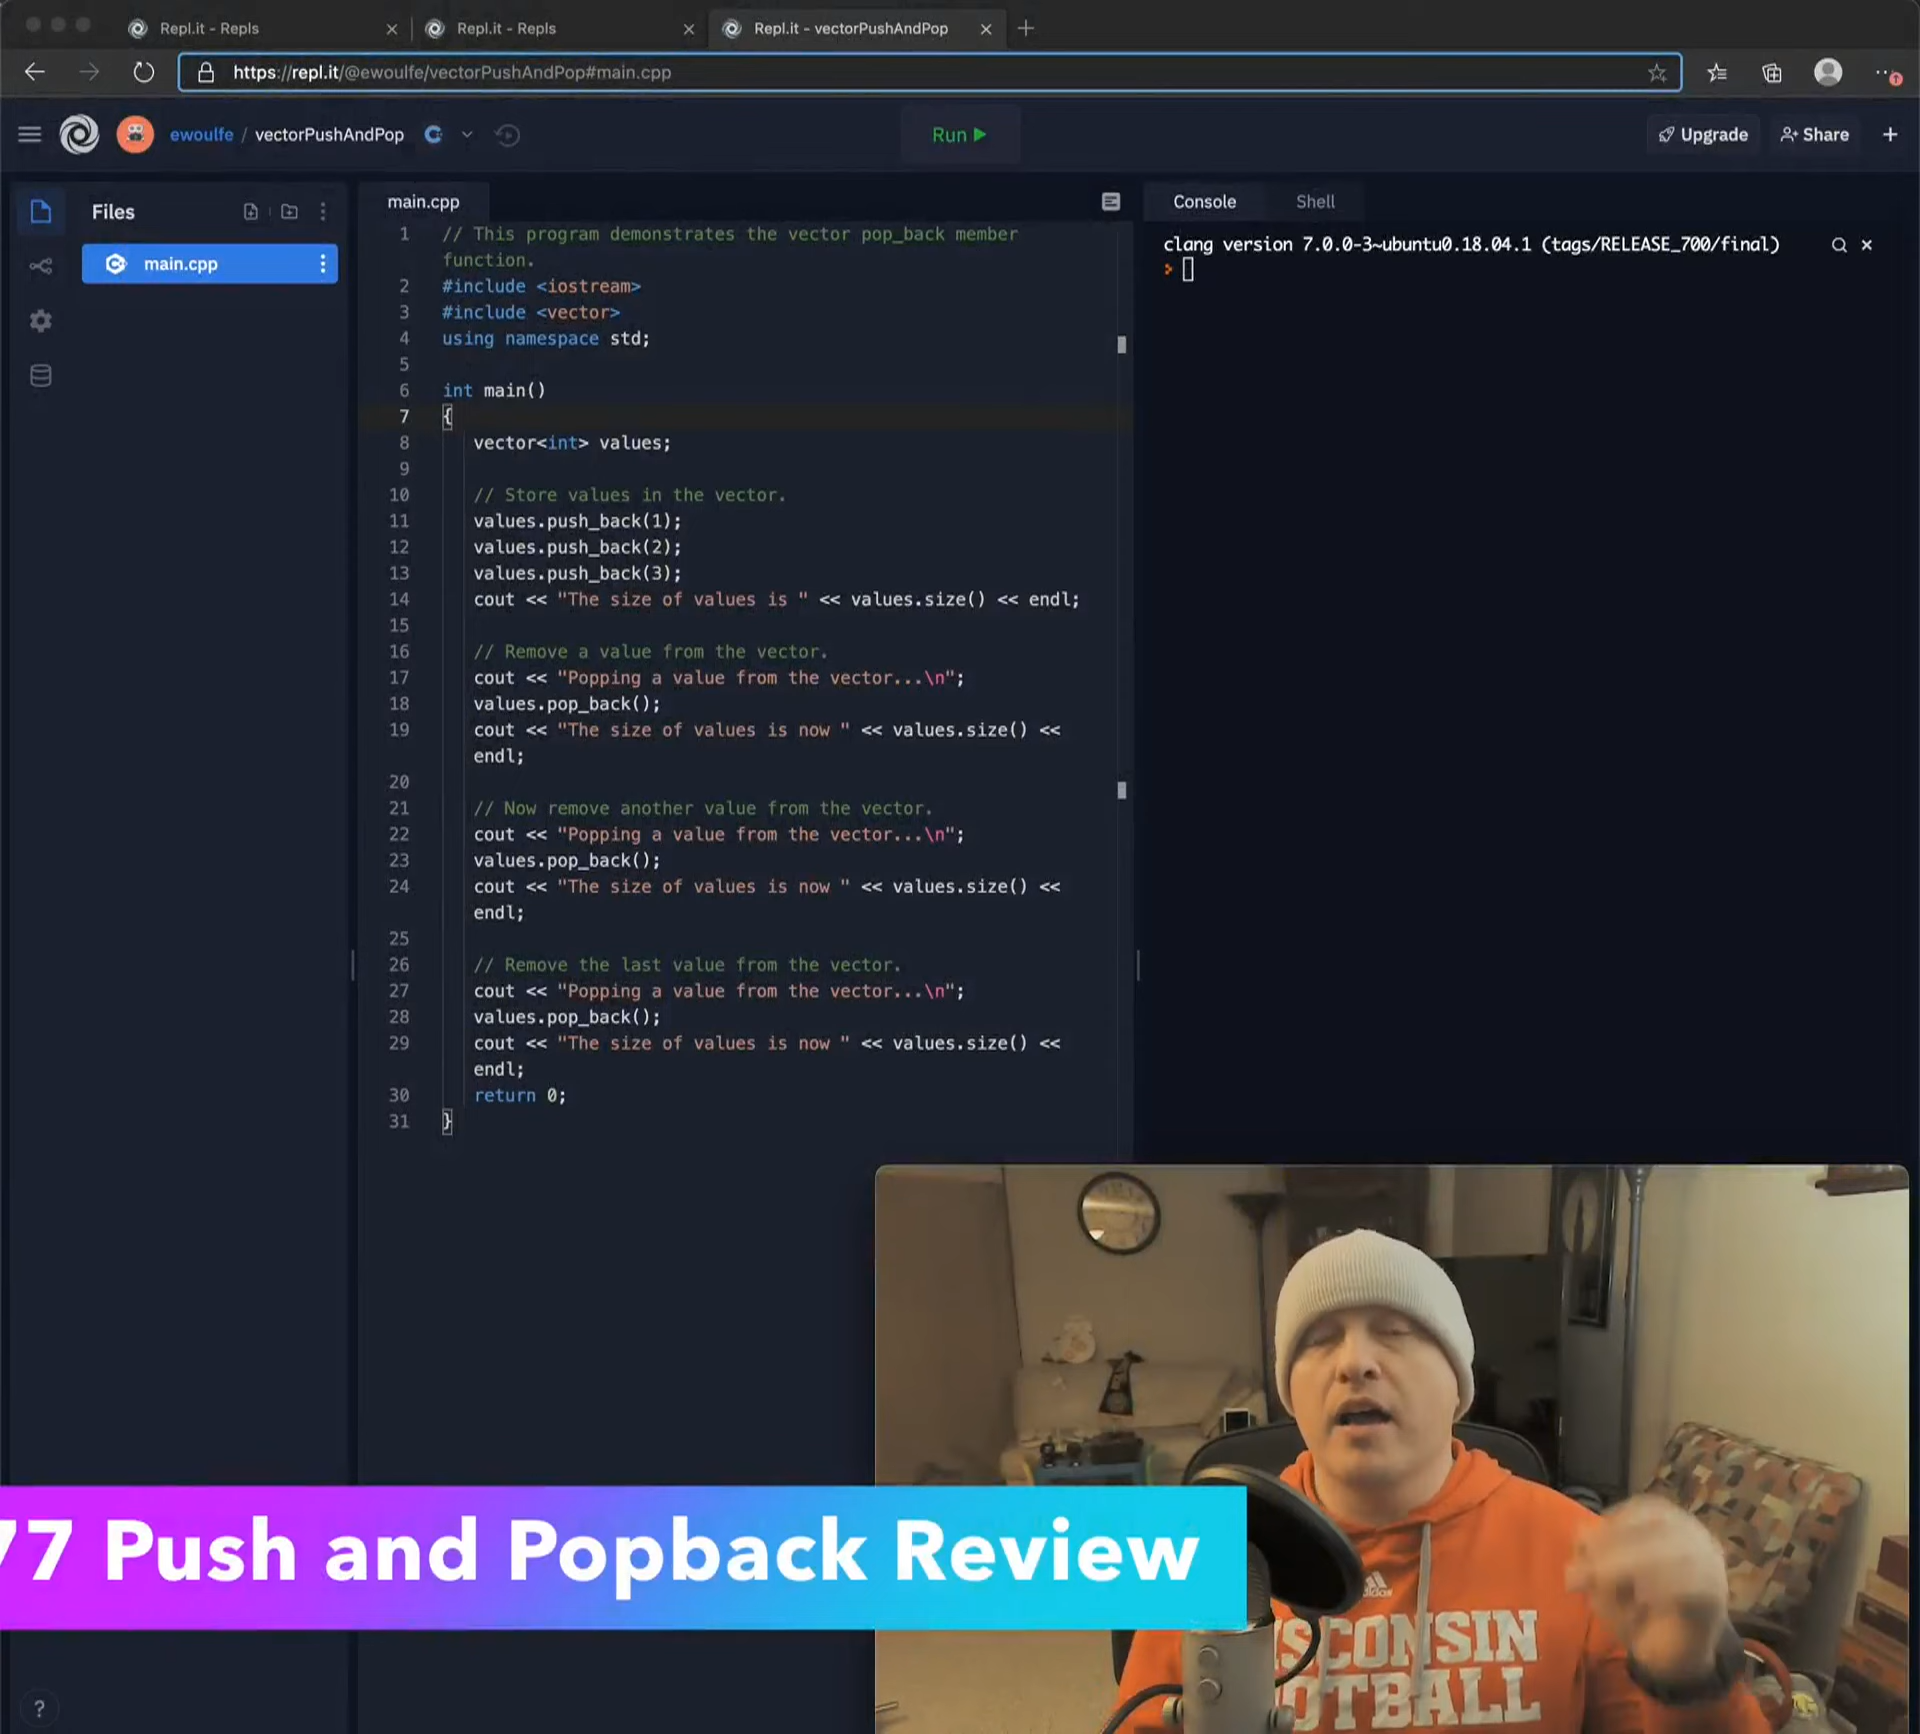 Repl.it - Repls
Repl.it - Repls
Repl.it - vectorPushAndPop
https://repl.it/@ewoulfe/vectorPushAndPop#main.cpp
ewoulfe / vectorPushAndPop
Run
Upgrade
Share
Files
main.cpp
main.cpp
1 // This program demonstrates the vector pop_back member
function.
2 #include <iostream>
3 #include <vector>
4 using namespace std;
5
6 int main()
7 {
8 vector<int> values;
9
10 // Store values in the vector.
11 values.push_back(1);
12 values.push_back(2);
13 values.push_back(3);
14 cout << "The size of values is " << values.size() << endl;
15
16 // Remove a value from the vector.
17 cout << "Popping a value from the vector...\n";
18 values.pop_back();
19 cout << "The size of values is now " << values.size() <<
endl;
20
21 // Now remove another value from the vector.
22 cout << "Popping a value from the vector...\n";
23 values.pop_back();
24 cout << "The size of values is now " << values.size() <<
endl;
25
26 // Remove the last value from the vector.
27 cout << "Popping a value from the vector...\n";
28 values.pop_back();
29 cout << "The size of values is now " << values.size() <<
endl;
30 return 0;
31 }
Console
Shell
clang version 7.0.0-3~ubuntu0.18.04.1 (tags/RELEASE_700/final)
77 Push and Popback Review
adidas
ISCONSIN
OTBALL
?